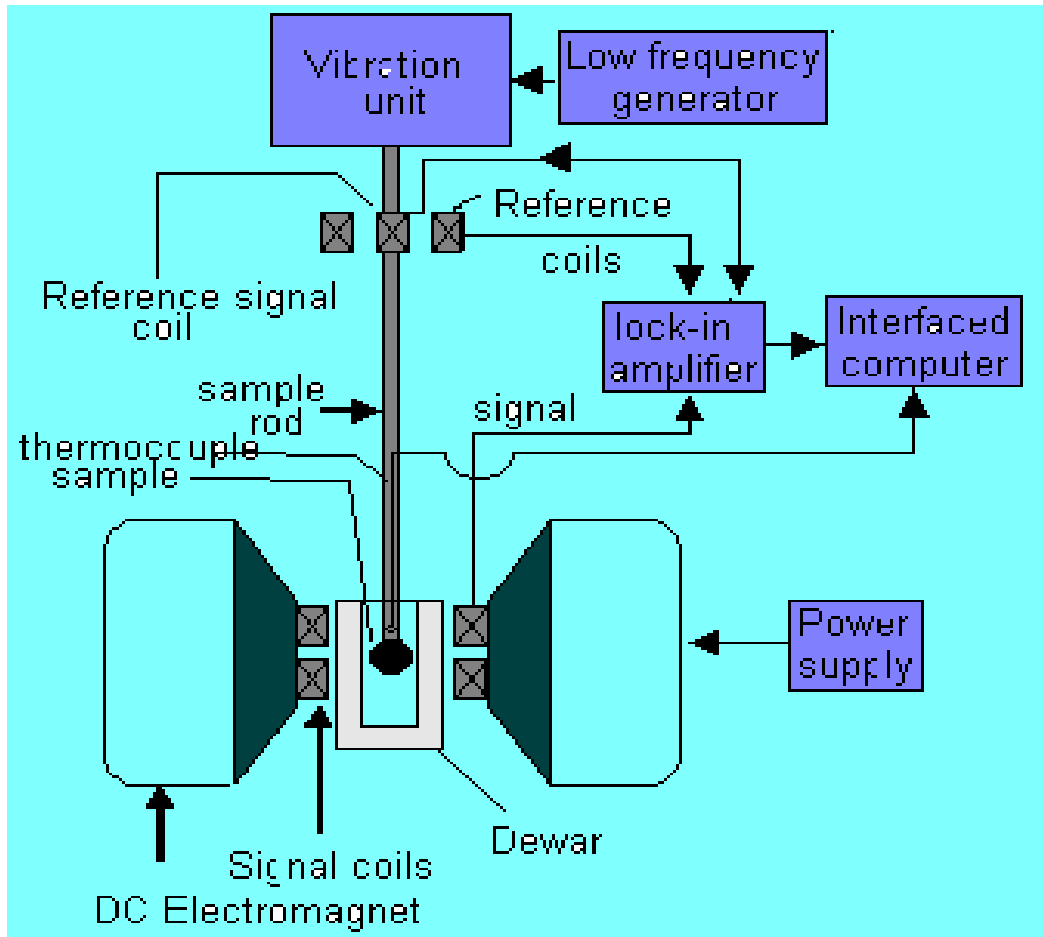 Vibration
unit
Low frequency
generator
Reference
coils
Reference signal
coil
lock-in
amplifier
Interfaced
computer
sample
rod
signal
thermocouple
sample
Power
supply
Dewar
Signal coils
DC Electromagnet